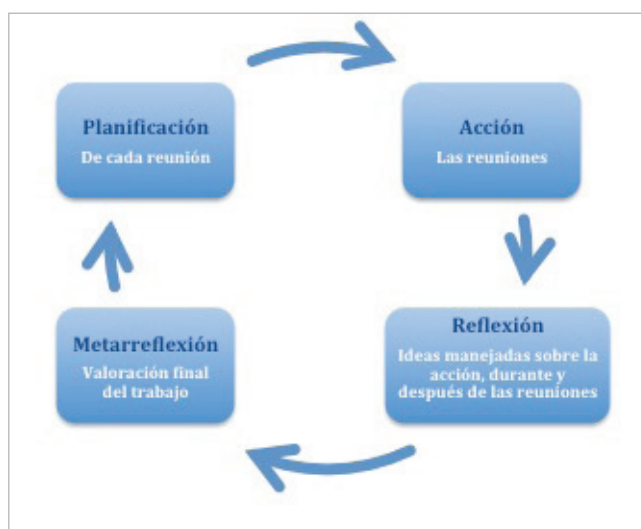 Planificación
De cada reunión
Acción
Las reuniones
Reflexión
Ideas manejadas sobre la
acción, durante y
después de las reuniones
Metarreflexión
Valoración final
del trabajo